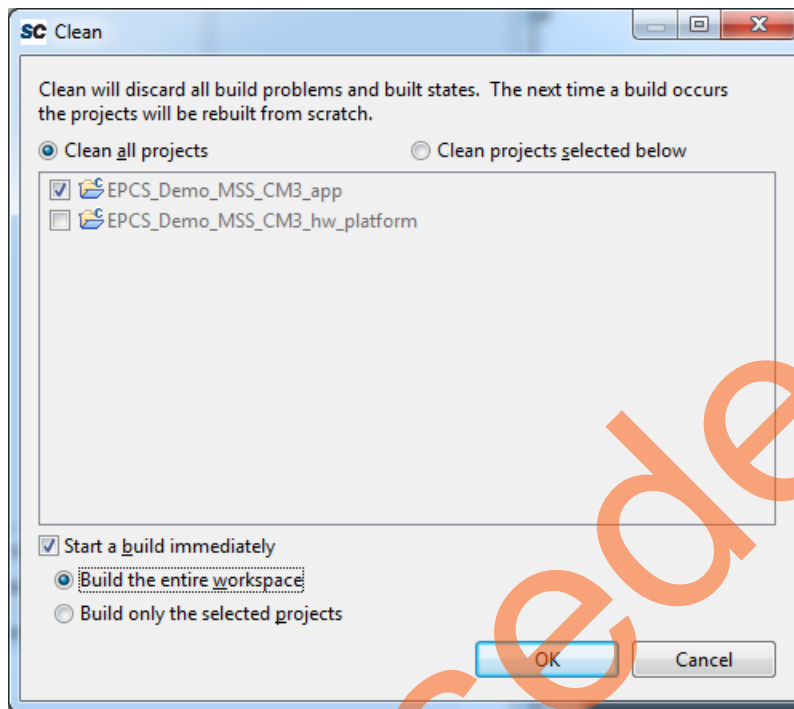 SC Clean
Clean will discard all build problems and built states. The next time a build occurs
the projects will be rebuilt from scratch.
Clean all projects
Clean projects selected below
EPCS_Demo_MSS_CM3_app
EPCS_Demo_MSS_CM3_hw_platform
Start a build immediately
Build the entire workspace
Build only the selected projects
OK
Cancel
cede